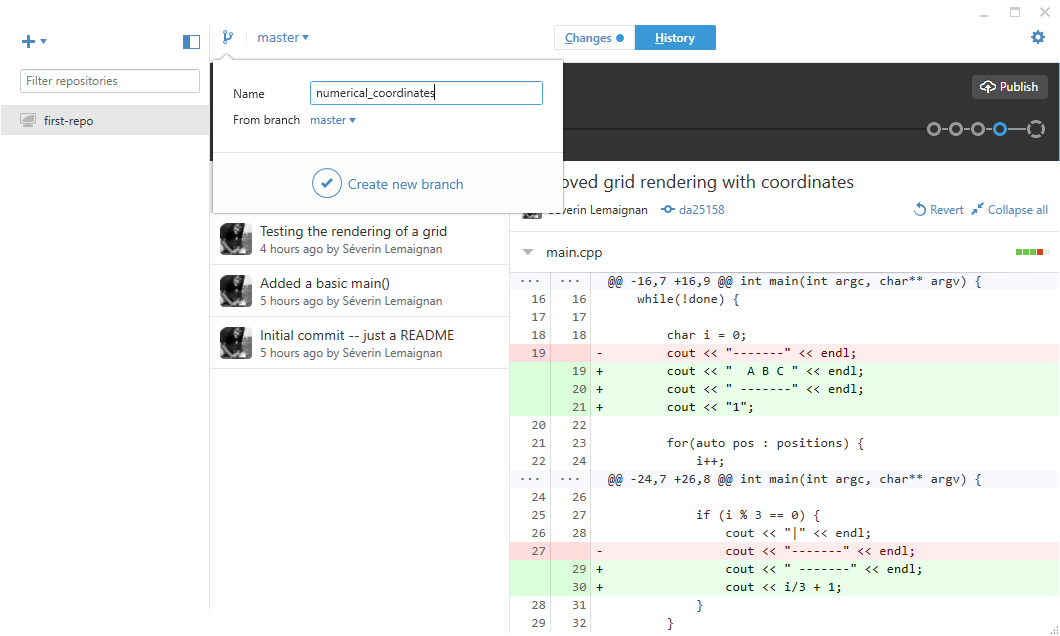 master
Changes
History
Filter repositories
first-repo
Name
numerical_coordinates
From branch
master
Create new branch
Publish
oved grid rendering with coordinates
Séverin Lemaignan
da25158
Revert
Collapse all
Testing the rendering of a grid
4 hours ago by Séverin Lemaignan
Added a basic main()
5 hours ago by Séverin Lemaignan
Initial commit -- just a README
5 hours ago by Séverin Lemaignan
main.cpp
... ... @@ -16,7 +16,9 @@ int main(int argc, char** argv) {
16 16 while(!done) {
17 17
18 18 char i = 0;
19 - cout << "-------" << endl;
19 + cout << "  A B C " << endl;
20 + cout << " -------" << endl;
21 + cout << "1";
20 22
21 23 for(auto pos : positions) {
22 24 i++;
... ... @@ -24,7 +26,8 @@ int main(int argc, char** argv) {
24 26
25 27 if (i % 3 == 0) {
26 28 cout << "|" << endl;
27 - cout << "-------" << endl;
29 + cout << " -------" << endl;
30 + cout << i/3 + 1;
28 31 }
29 32 }